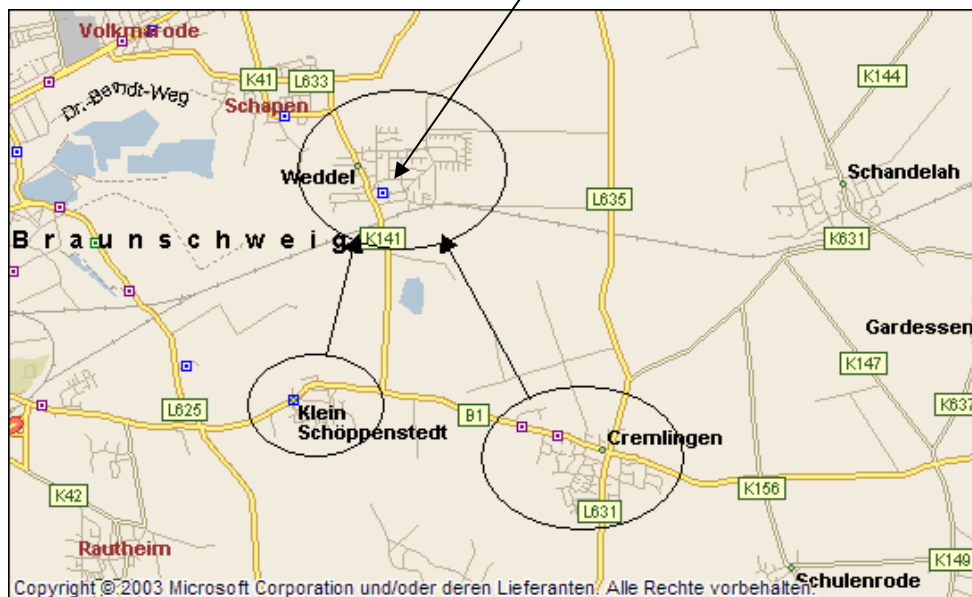 Volkmarode
K41
L633
K144
Dr.-Berndt-Weg
Schapen
Weddel
Schandelah
L635
Braunschweig
K141
K631
Gardessen
K147
K637
L625
Klein
Schöppenstedt
B1
Cremlingen
K42
K156
L631
Rautheim
K149
Schulenrode
Copyright © 2003 Microsoft Corporation und/oder deren Lieferanten. Alle Rechte vorbehalten.